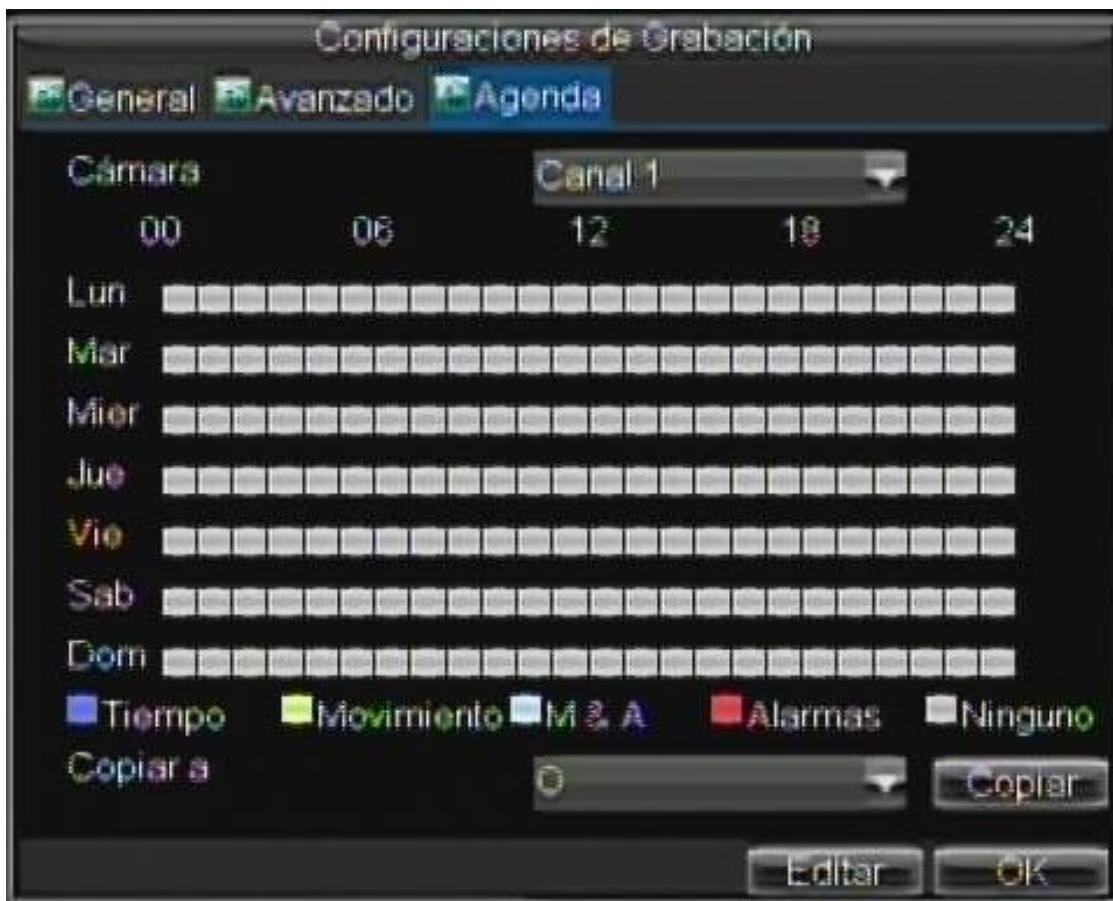 Configuraciones de Grabación
General Avanzado Agenda
Cámara Canal 1
00 06 12 18 24
Lun
Mar
Mier
Jue
Vie
Sab
Dom
Tiempo Movimiento M & A Alarmas Ninguno
Copiar a Copiar
Editar OK